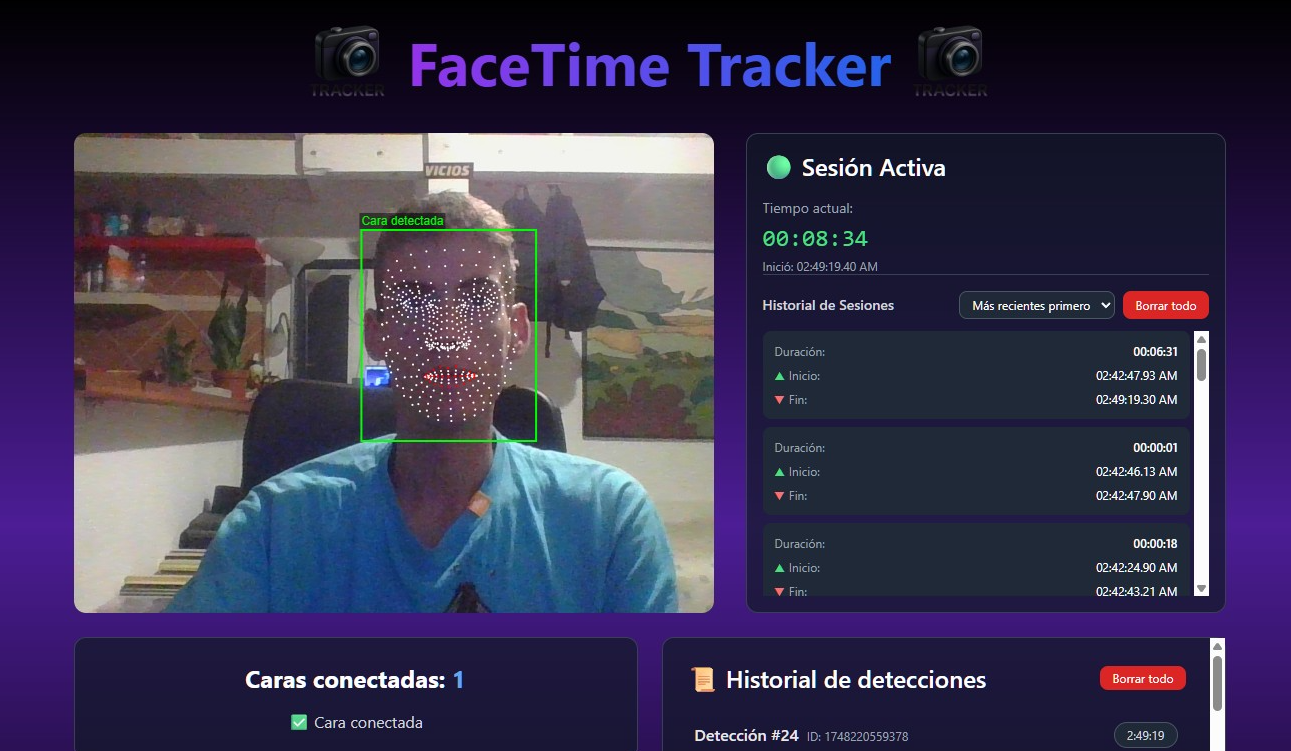 TRACKER
FaceTime Tracker
TRACKER
VICIOS
Cara detectada
Sesión Activa
Tiempo actual:
00:08:34
Inició: 02:49:19.40 AM
Historial de Sesiones
Más recientes primero
Borrar todo
Duración: 00:06:31
Inicio: 02:42:47.93 AM
Fin: 02:49:19.30 AM
Duración: 00:00:01
Inicio: 02:42:46.13 AM
Fin: 02:42:47.90 AM
Duración: 00:00:18
Inicio: 02:42:24.90 AM
Fin: 02:42:43.21 AM
Caras conectadas: 1
Cara conectada
Historial de detecciones
Borrar todo
Detección #24 ID: 1748220559378 2:49:19